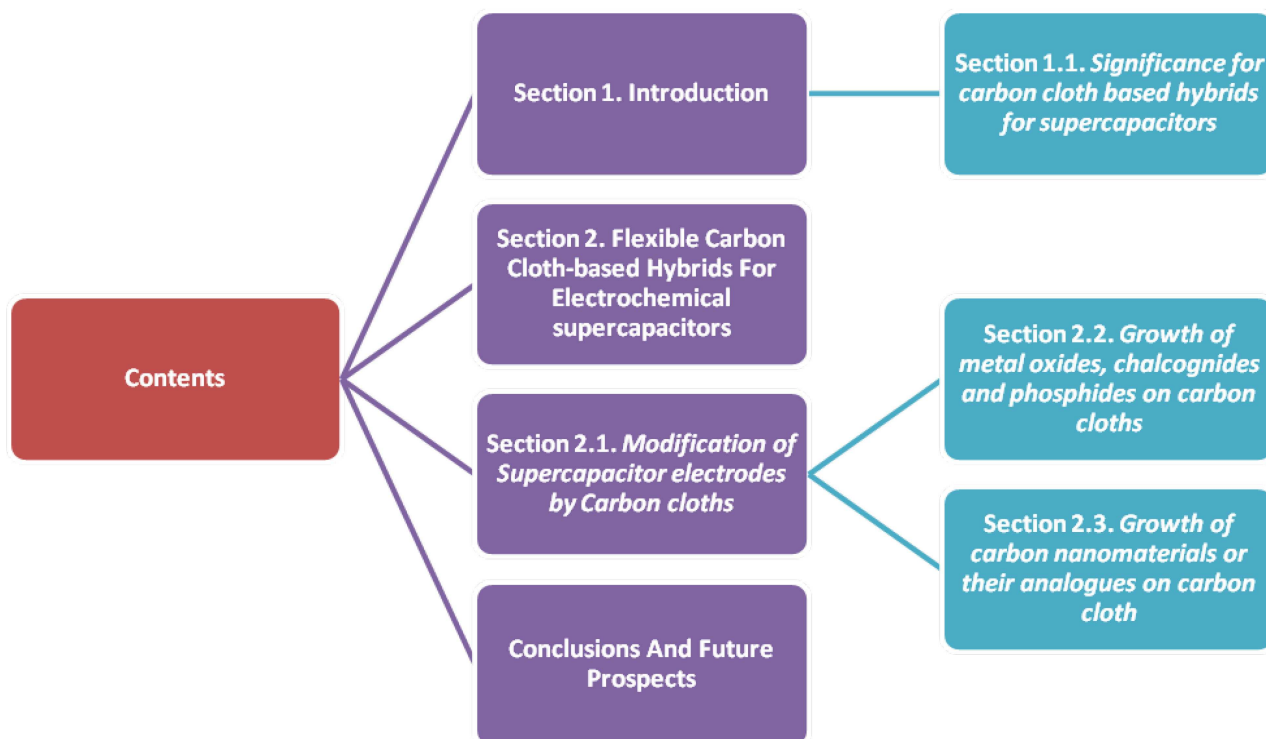 Contents
Section 1. Introduction
Section 1.1. Significance for
carbon cloth based hybrids
for supercapacitors
Section 2. Flexible Carbon
Cloth-based Hybrids For
Electrochemical
supercapacitors
Section 2.1. Modification of
Supercapacitor electrodes
by Carbon cloths
Section 2.2. Growth of
metal oxides, chalcognides
and phosphides on carbon
cloths
Section 2.3. Growth of
carbon nanomaterials or
their analogues on carbon
cloth
Conclusions And Future
Prospects